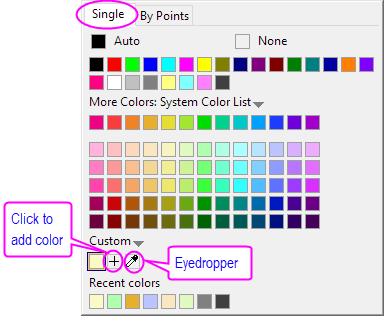 Single By Points
Auto None
More Colors: System Color List
Click to
add color
Custom
Eyedropper
Recent colors